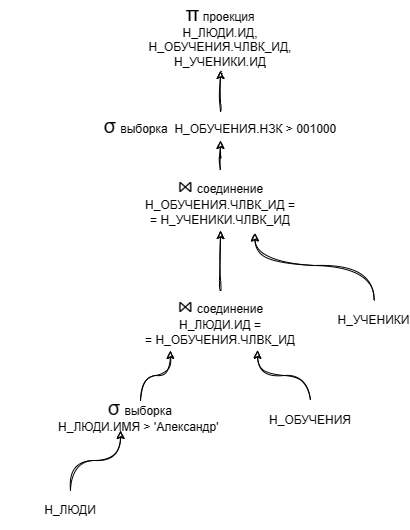 π проекция
Н_ЛЮДИ.ИД,
Н_ОБУЧЕНИЯ.ЧЛВК_ИД,
Н_УЧЕНИКИ.ИД
σ выборка Н_ОБУЧЕНИЯ.НЗК > 001000
⋈ соединение
Н_ОБУЧЕНИЯ.ЧЛВК_ИД =
= Н_УЧЕНИКИ.ЧЛВК_ИД
Н_УЧЕНИКИ
⋈ соединение
Н_ЛЮДИ.ИД =
= Н_ОБУЧЕНИЯ.ЧЛВК_ИД
σ выборка
Н_ЛЮДИ.ИМЯ > 'Александр'
Н_ОБУЧЕНИЯ
Н_ЛЮДИ